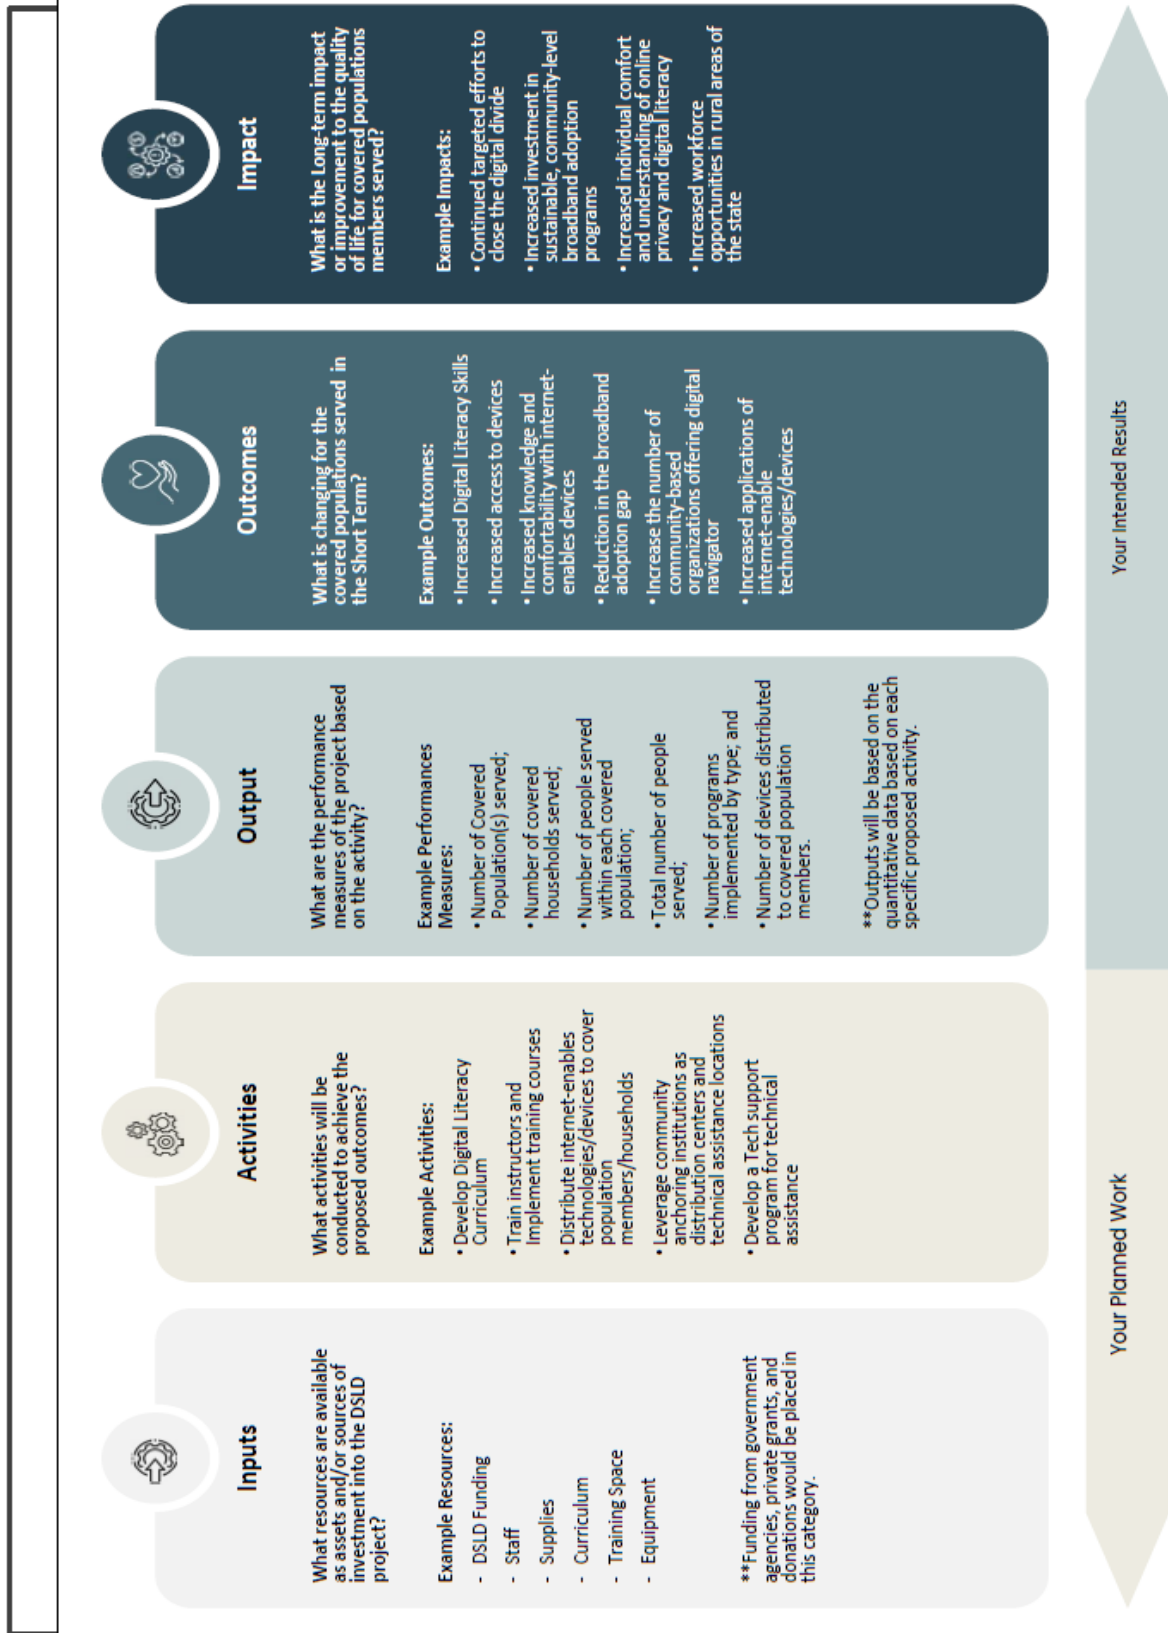 Inputs
What resources are available
as assets and/or sources of
investment into the DSLD
project?
Example Resources:
- DSLD Funding
- Staff
- Supplies
- Curriculum
- Training Space
- Equipment
**Funding from government
agencies, private grants, and
donations would be placed in
this category.
Activities
What activities will be
conducted to achieve the
proposed outcomes?
Example Activities:
• Develop Digital Literacy
Curriculum
• Train instructors and
Implement training courses
• Distribute internet-enables
technologies/devices to cover
population
members/households
• Leverage community
anchoring institutions as
distribution centers and
technical assistance locations
• Develop a Tech support
program for technical
assistance
Output
What are the performance
measures of the project based
on the activity?
Example Performances
Measures:
• Number of Covered
Population(s) served;
• Number of covered
households served;
• Number of people served
within each covered
population;
• Total number of people
served;
• Number of programs
implemented by type; and
• Number of devices distributed
to covered population
members.
**Outputs will be based on the
quantitative data based on each
specific proposed activity.
Outcomes
What is changing for the
covered populations served in
the Short Term?
Example Outcomes:
• Increased Digital Literacy Skills
• Increased access to devices
• Increased knowledge and
comfortability with internet-
enables devices
• Reduction in the broadband
adoption gap
• Increase the number of
community-based
organizations offering digital
navigator
• Increased applications of
internet-enable
technologies/devices
Impact
What is the Long-term impact
or improvement to the quality
of life for covered populations
members served?
Example Impacts:
• Continued targeted efforts to
close the digital divide
• Increased investment in
sustainable, community-level
broadband adoption
programs
• Increased individual comfort
and understanding of online
privacy and digital literacy
• Increased workforce
opportunities in rural areas of
the state
Your Planned Work
Your Intended Results